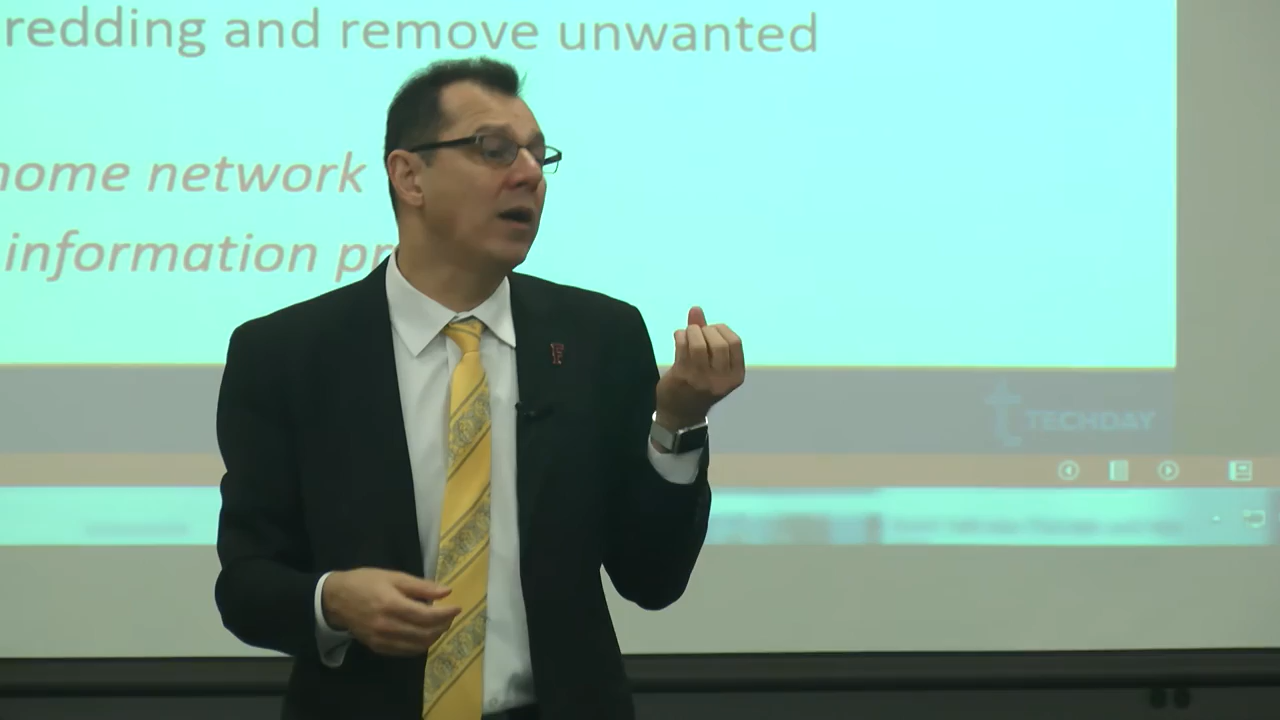 redding and remove unwanted
home network
information pr
F
TECHDAY